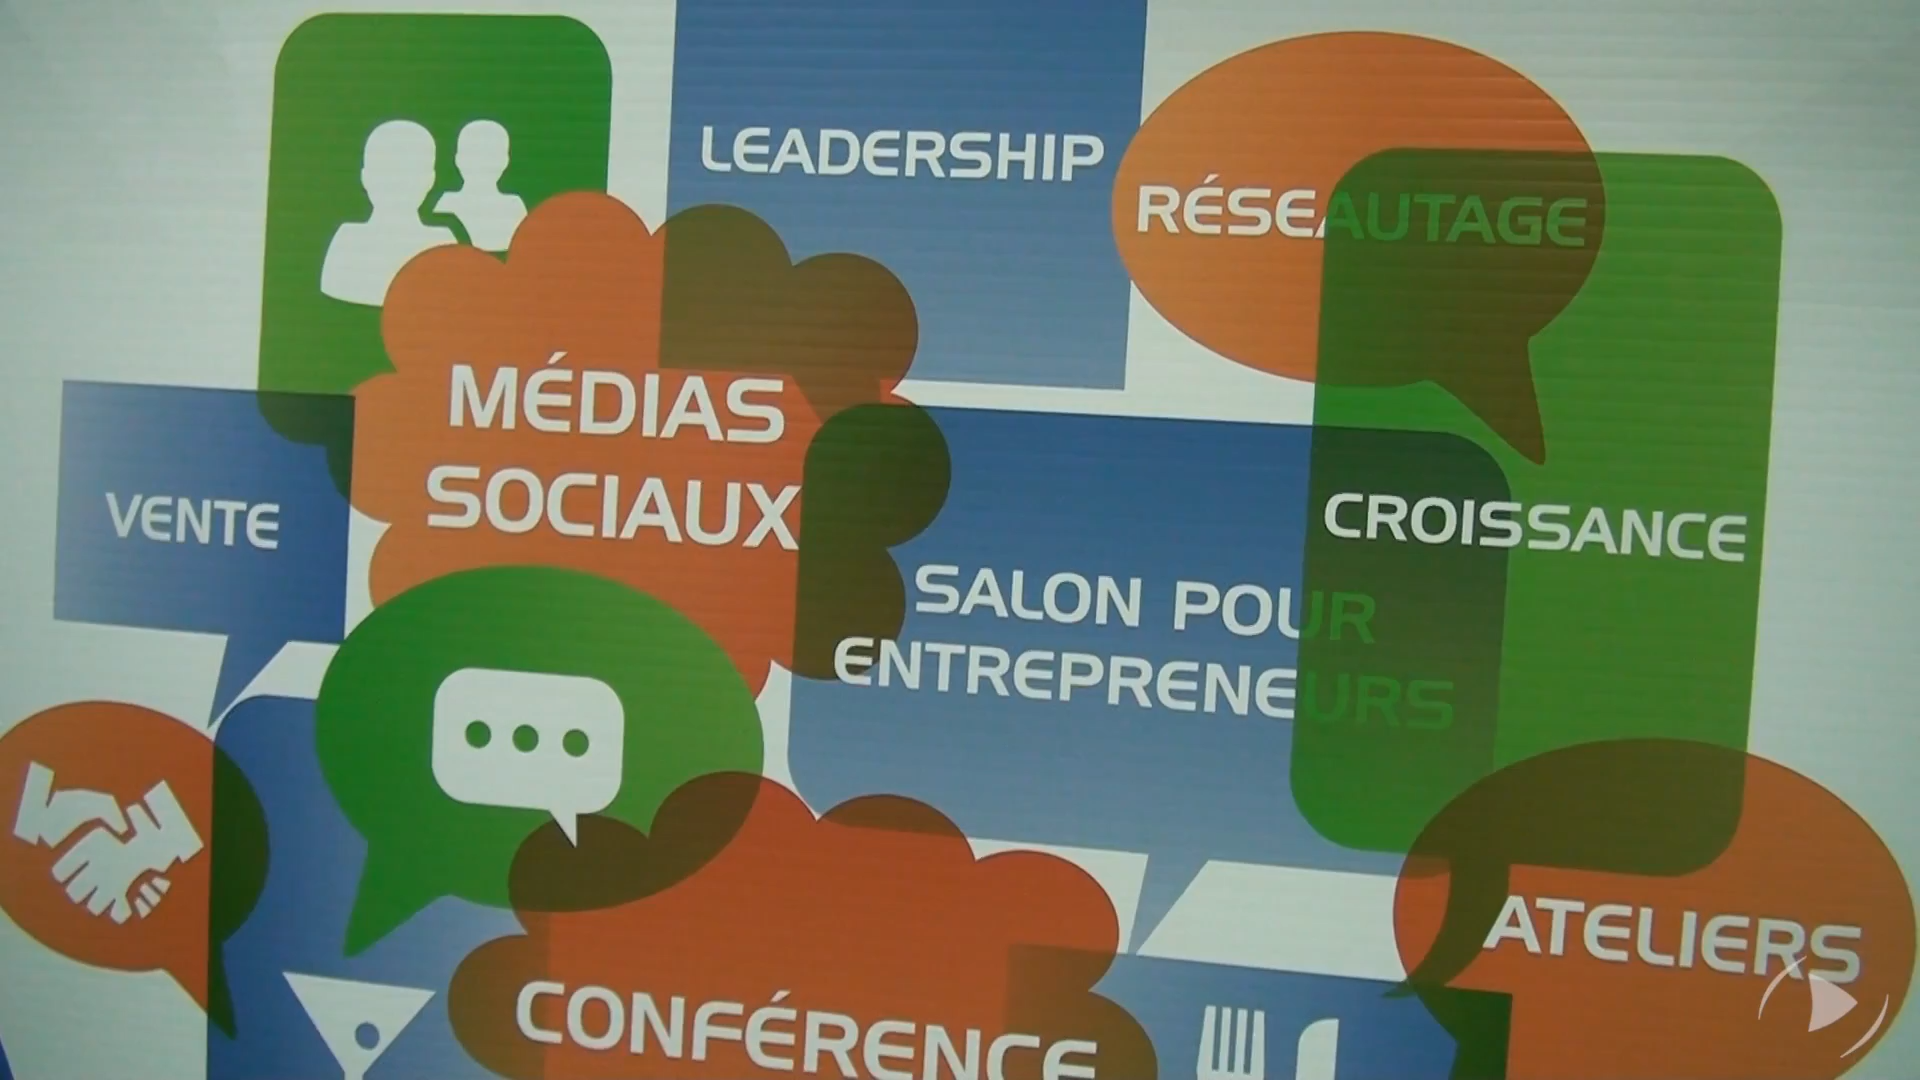 LEADERSHIP
RÉSEAUTAGE
MÉDIAS
SOCIAUX
VENTE
CROISSANCE
SALON POUR
ENTREPRENEURS
ATELIERS
CONFÉRENCE